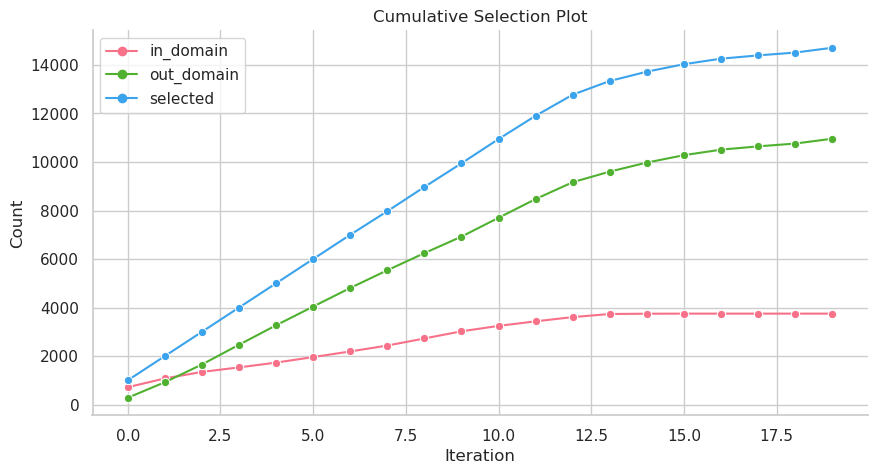 Cumulative Selection Plot
in_domain
out_domain
selected
14000
12000
10000
8000
6000
4000
2000
0
Count
0.0 2.5 5.0 7.5 10.0 12.5 15.0 17.5
Iteration